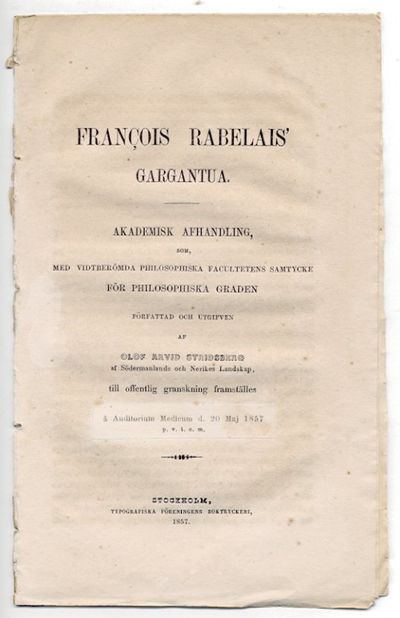 FRANÇOIS RABELAIS'
GARGANTUA.
AKADEMISK AFHANDLING,
SOM,
MED VIDTBERÖMDA PHILOSOPHISKA FACULTETENS SAMTYCKE
FÖR PHILOSOPHISKA GRADEN
FÖRFATTAD OCH UTGIFVEN
AF
OLOF ARVID STRIDSBERG
af Södermanlands och Nerikes Landskap,
till offentlig granskning framställes
å Auditorium Medicum d. 20 Maj 1857
p. v. t. e. m.
STOCKHOLM,
TYPOGRAFISKA FÖRENINGENS BOKTRYCKERI,
1857.